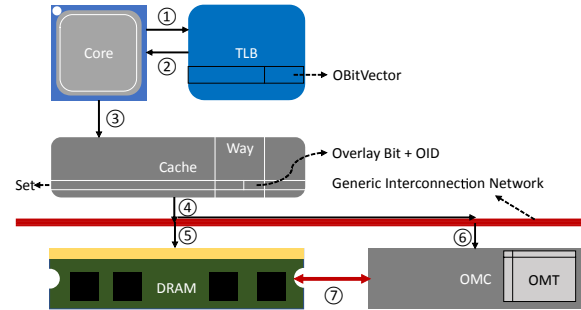 ①
Core
TLB
②
OBitVector
③
Way
Cache
Overlay Bit + OID
Set
Generic Interconnection Network
④
⑤
⑥
DRAM
OMC
OMT
⑦